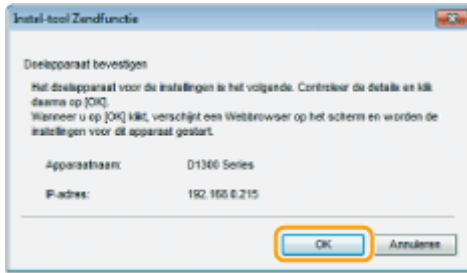 Instel-tool Zendfunctie
Doelapparaat bevestigen
Het doelapparaat voor de instellingen is het volgende. Controleer de details en klik
daarna op [OK].
Wanneer u op [OK] klikt, verschijnt een Webbrowser op het scherm en worden de
instellingen voor dit apparaat gestart.
Apparaatnaam: D1300 Series
IP-adres: 192.168.0.215
OK Annuleren